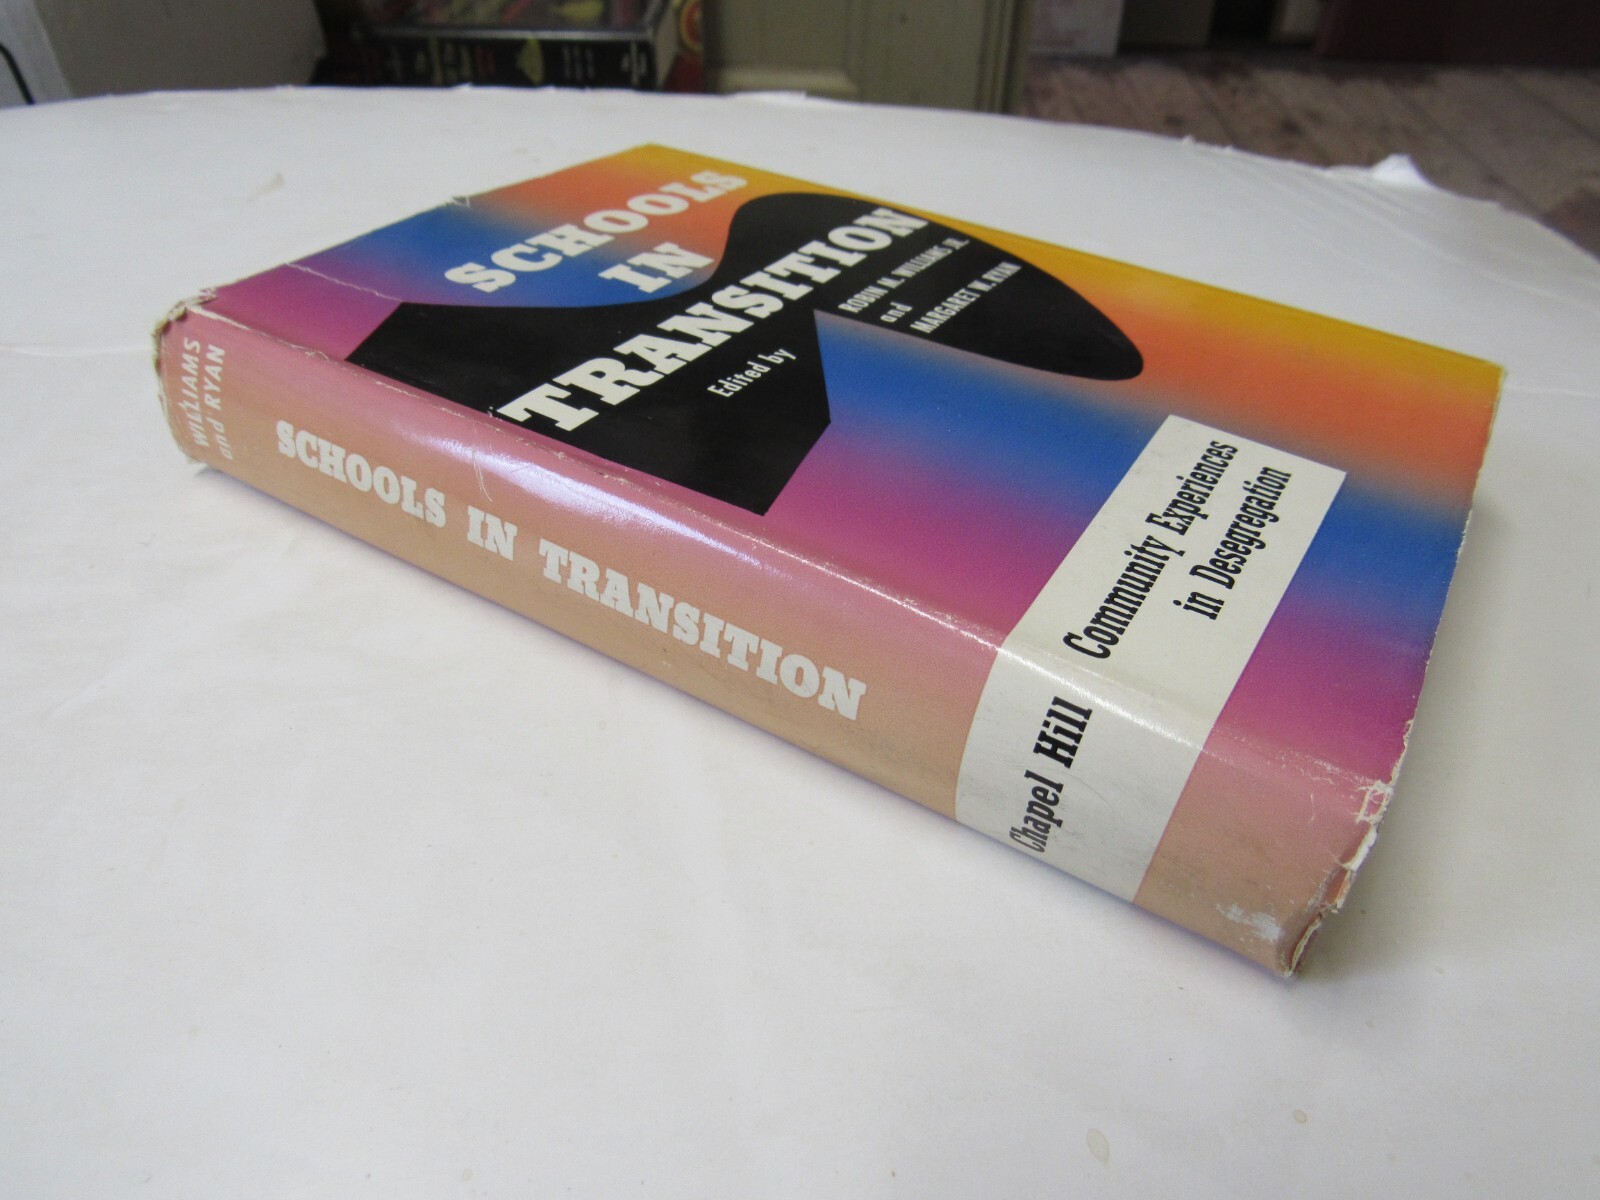 SCHOOLS
IN
TRANSITION
Edited by
ROBIN M. WILLIAMS JR.
and
MARGARET W. RYAN
Community Experiences
in Desegregation
WILLIAMS
and RYAN
SCHOOLS IN TRANSITION
Chapel Hill